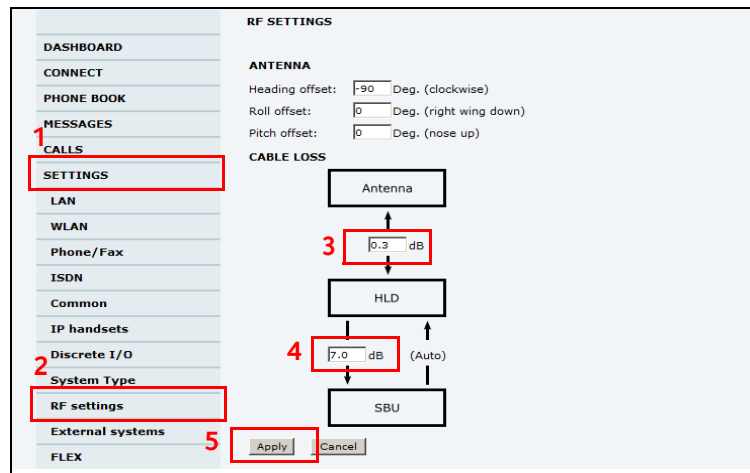 RF SETTINGS
DASHBOARD
CONNECT
PHONE BOOK
MESSAGES
1
CALLS
SETTINGS
LAN
WLAN
Phone/Fax
ISDN
Common
IP handsets
Discrete I/O
2
System Type
RF settings
External systems
FLEX
ANTENNA
Heading offset: -90 Deg. (clockwise)
Roll offset: 0 Deg. (right wing down)
Pitch offset: 0 Deg. (nose up)
CABLE LOSS
Antenna
3 0.3 dB
HLD
4 7.0 dB (Auto)
SBU
5 Apply Cancel